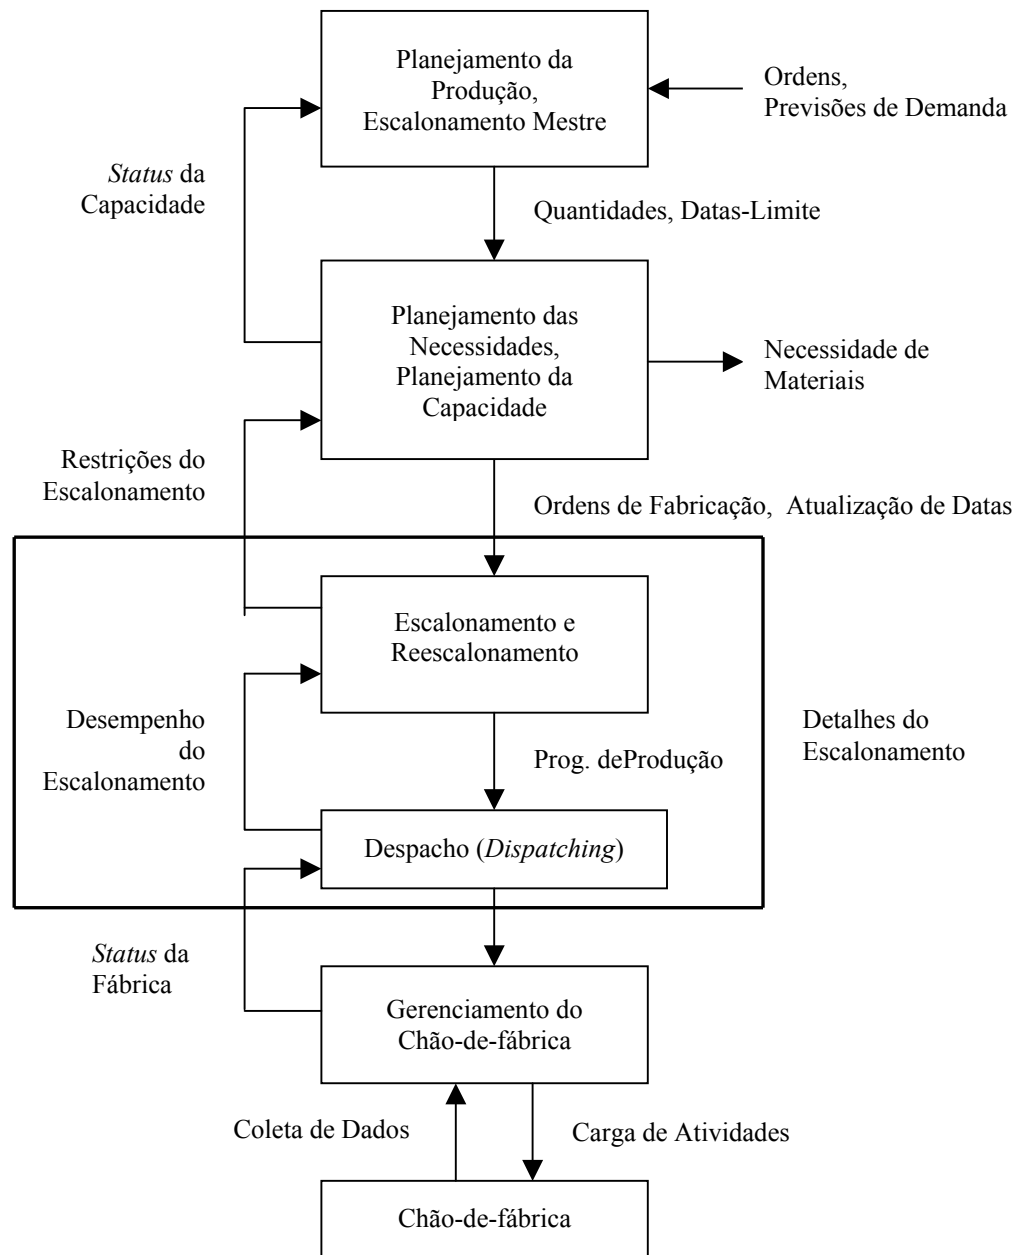 Planejamento da
Produção,
Escalonamento Mestre
Ordens,
Previsões de Demanda
Status da
Capacidade
Quantidades, Datas-Limite
Planejamento das
Necessidades,
Planejamento da
Capacidade
Necessidade de
Materiais
Restrições do
Escalonamento
Ordens de Fabricação,  Atualização de Datas
Escalonamento e
Reescalonamento
Desempenho
do
Escalonamento
Detalhes do
Escalonamento
Prog. deProdução
Despacho (Dispatching)
Status da
Fábrica
Gerenciamento do
Chão-de-fábrica
Coleta de Dados
Carga de Atividades
Chão-de-fábrica